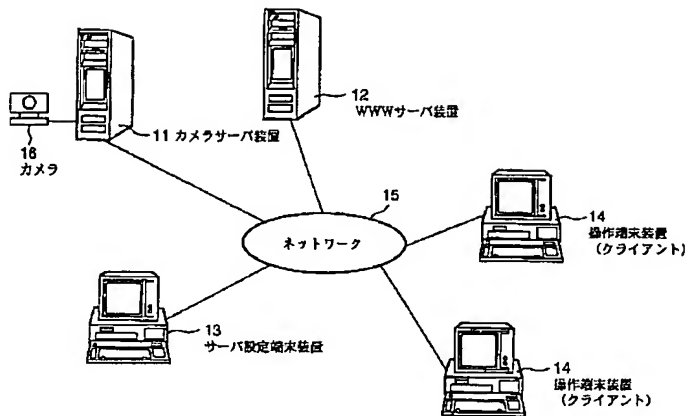 12
WWWサーバ装置
11 カメラサーバ装置
16
カメラ
15
ネットワーク
14
操作端末装置
(クライアント)
13
サーバ設定端末装置
14
操作端末装置
(クライアント)